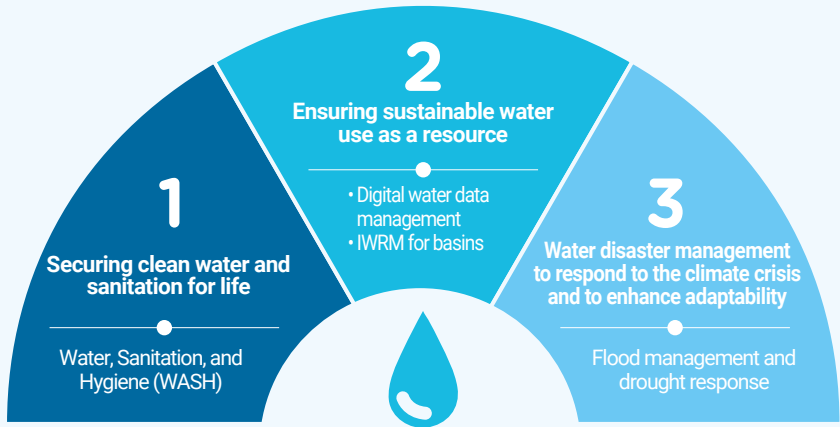 1
Securing clean water and
sanitation for life
Water, Sanitation, and
Hygiene (WASH)
2
Ensuring sustainable water
use as a resource
• Digital water data
management
• IWRM for basins
3
Water disaster management
to respond to the climate crisis
and to enhance adaptability
Flood management and
drought response